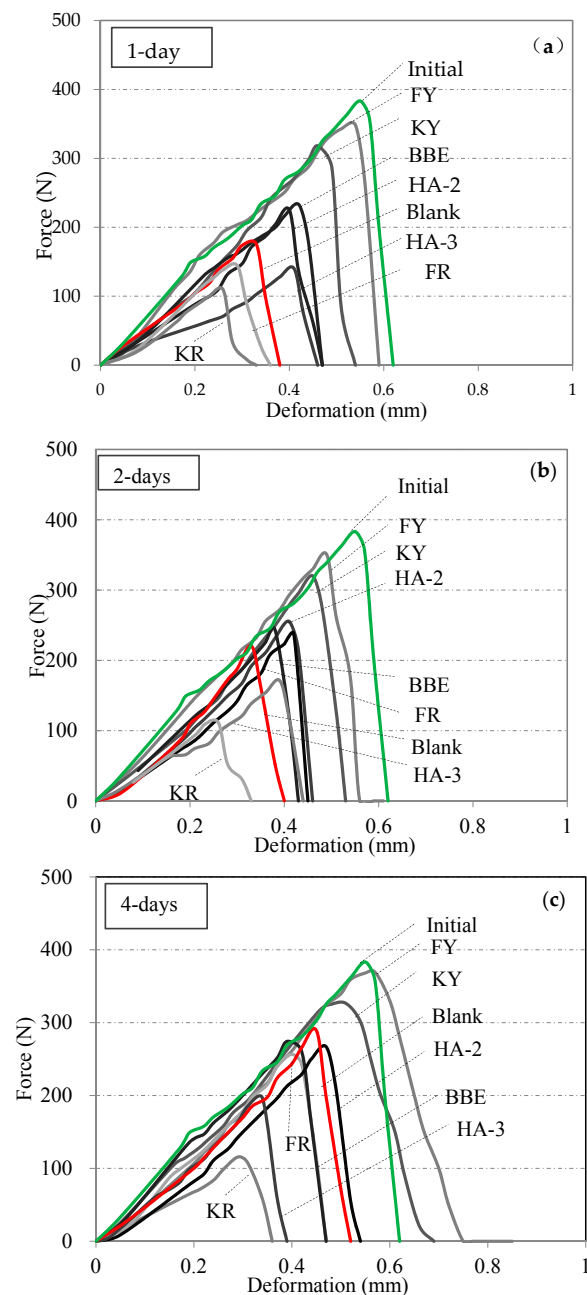 500
1-day
(a)
Initial
400
FY
KY
300
BBE
HA-2
200
Blank
HA-3
100
FR
KR
0
Force (N)
0
0.2
0.4
0.6
0.8
1
Deformation (mm)
500
2-days
(b)
Initial
400
FY
KY
300
HA-2
200
BBE
FR
100
Blank
HA-3
KR
0
Force (N)
0
0.2
0.4
0.6
0.8
1
Deformation (mm)
500
4-days
(c)
Initial
FY
400
KY
300
Blank
HA-2
200
BBE
FR
HA-3
100
KR
0
Force (N)
0
0.2
0.4
0.6
0.8
1
Deformation (mm)